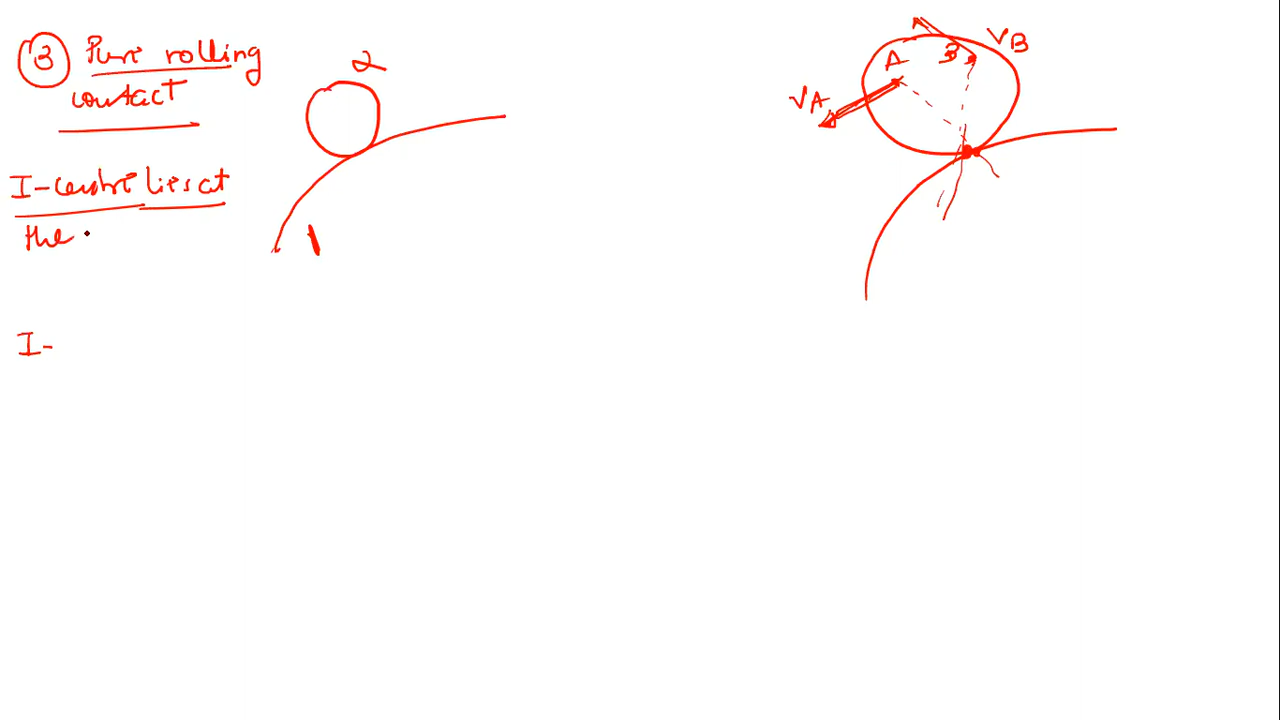 3 Pure rolling
contact
2
I-centre lies at
the
1
I-
A
B
VB
VA